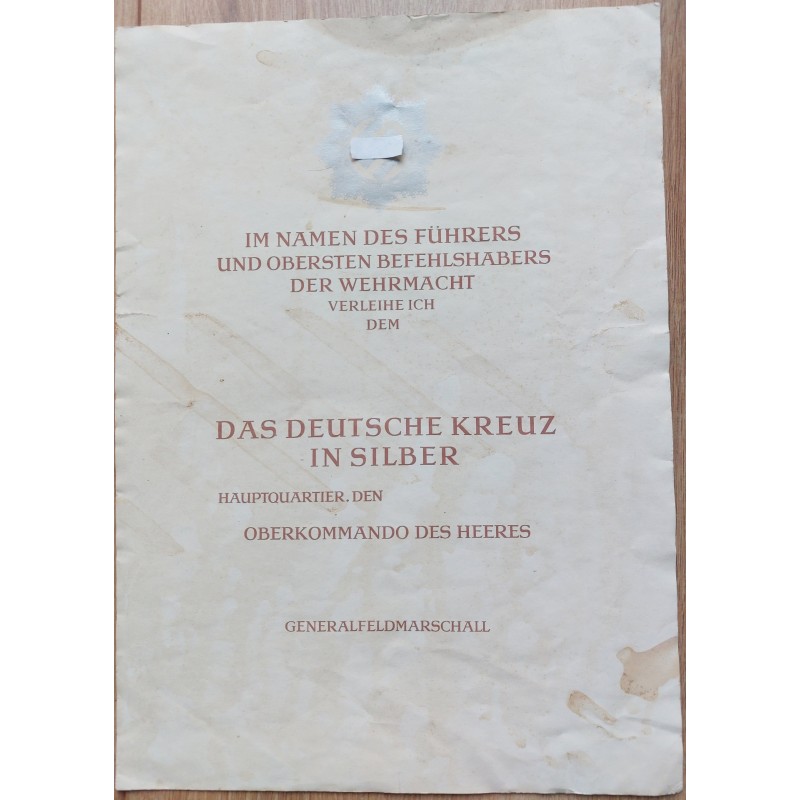 IM NAMEN DES FÜHRERS
UND OBERSTEN BEFEHLSHABERS
DER WEHRMACHT
VERLEIHE ICH
DEM
DAS DEUTSCHE KREUZ
IN SILBER
HAUPTQUARTIER. DEN
OBERKOMMANDO DES HEERES
GENERALFELDMARSCHALL